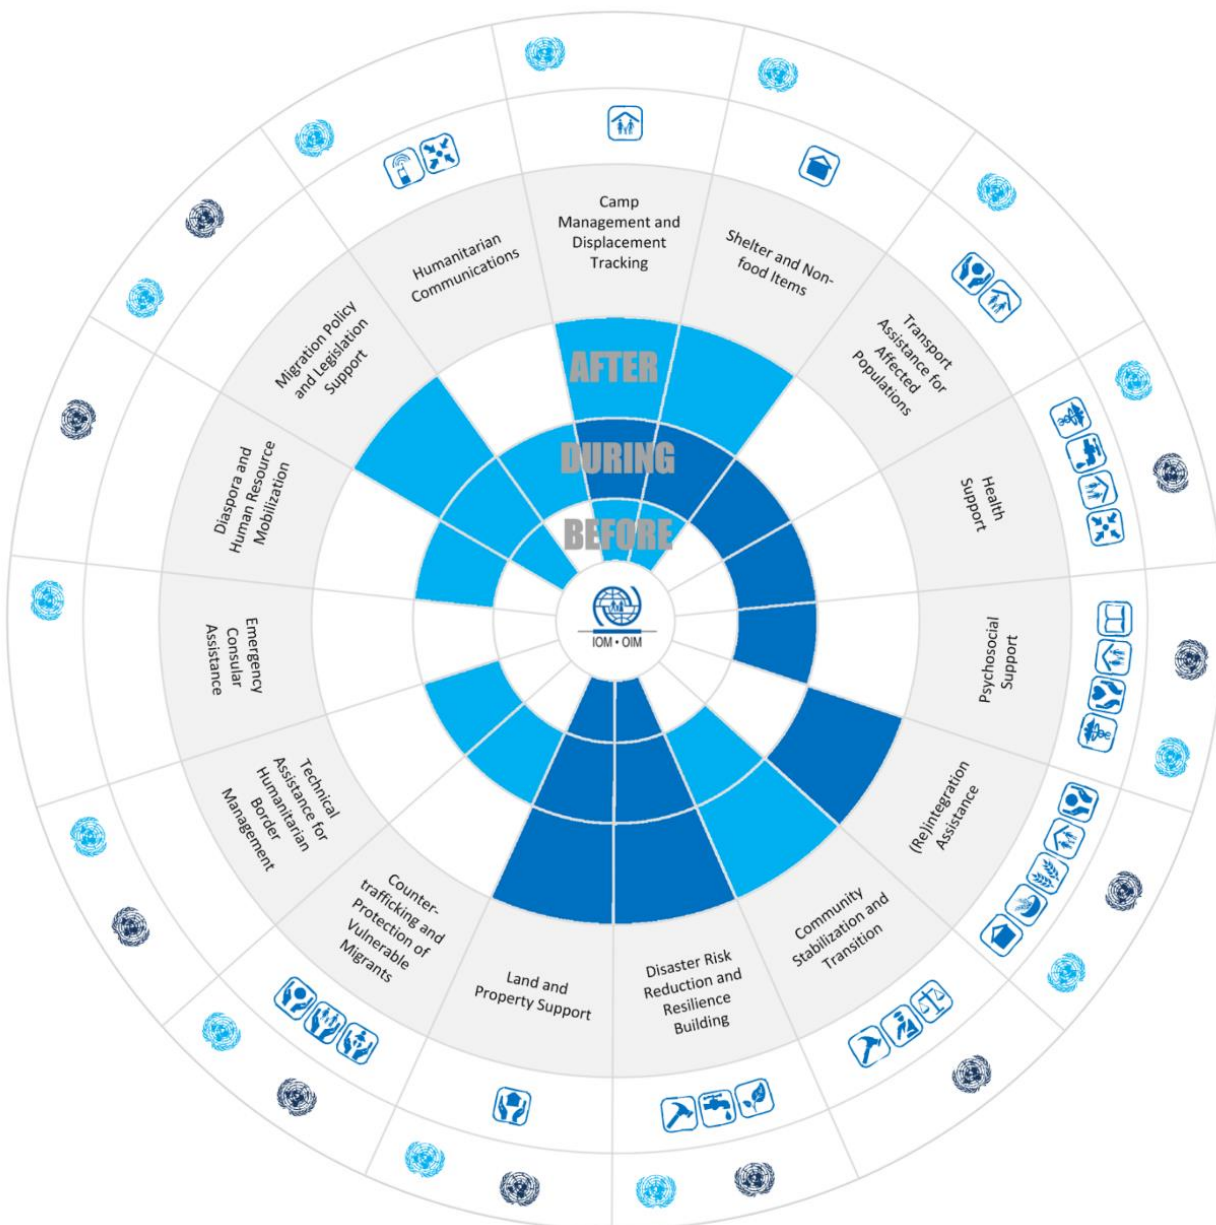 Camp
Management and
Displacement
Tracking
Shelter and Non-
food Items
Transport
Assistance for
Affected
Populations
Health
Support
Psychosocial
Support
(Re)integration
Assistance
Community
Stabilization and
Transition
Disaster Risk
Reduction and
Resilience
Building
Land and
Property Support
Counter-
trafficking and
Protection of
Vulnerable
Migrants
Technical
Assistance for
Humanitarian
Border
Management
Emergency
Consular
Assistance
Diaspora and
Human Resource
Mobilization
Migration Policy
and Legislation
Support
Humanitarian
Communications
AFTER
DURING
BEFORE
IOM • OIM